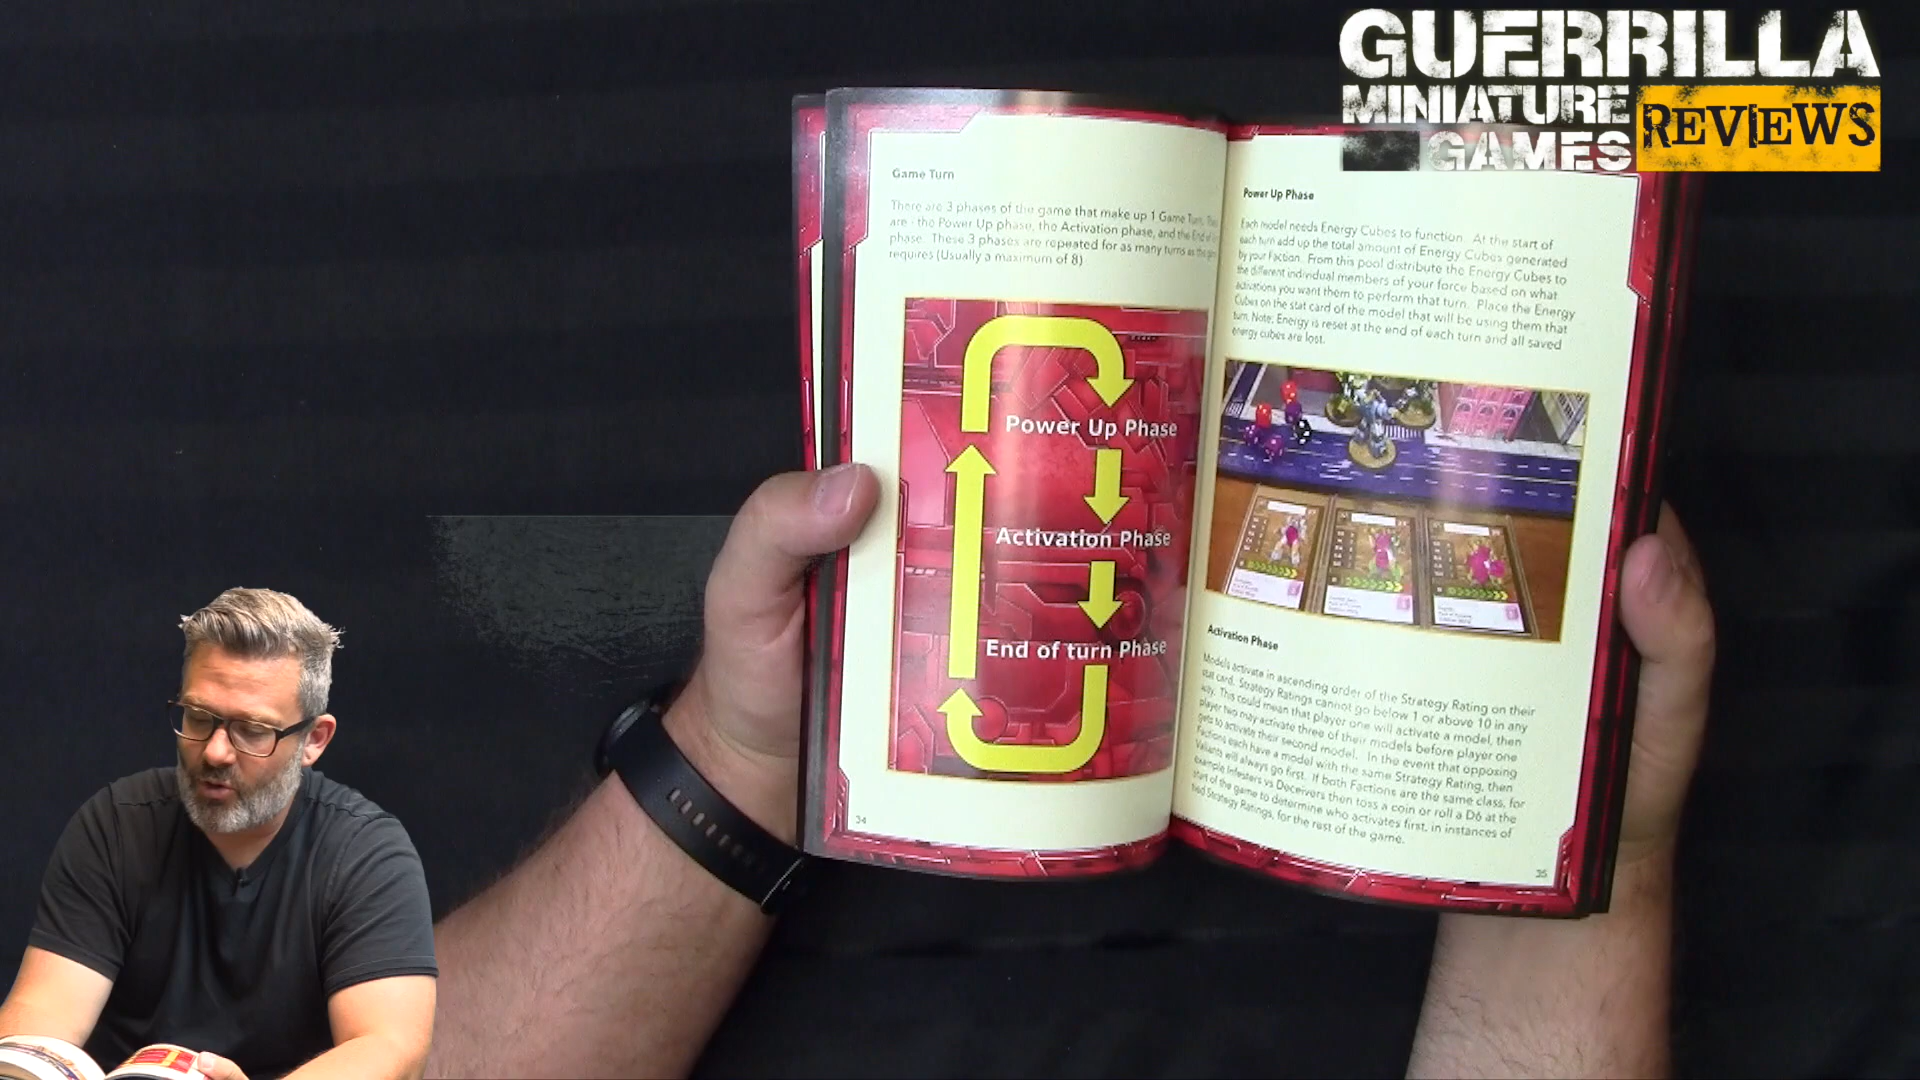 GUERRILLA
MINIATURE
GAMES
REVIEWS
Game Turn
There are 3 phases of the game that make up 1 Game Turn.
are - the Power Up phase, the Activation phase, and the End of
phase. These 3 phases are repeated for as many turns as the
requires (Usually a maximum of 8)
Power Up Phase
Activation Phase
End of turn Phase
34
Power Up Phase
Each model needs Energy Cubes to function. At the start of
each turn add up the total amount of Energy Cubes generated
by your Faction. From this pool distribute the Energy Cubes to
the different individual members of your force based on what
activations you want them to perform that turn. Place the Energy
Cubes on the stat card of the model that will be using them that
turn. Note: Energy is reset at the end of each turn and all saved
energy cubes are lost.
Activation Phase
Models activate in ascending order of the Strategy Rating on their
stat card. Strategy Ratings cannot go below 1 or above 10 in any
way. This could mean that player one will activate a model, then
player two may activate three of their models before player one
gets to activate their second model. In the event that opposing
Factions each have a model with the same Strategy Rating, then
Valiants will always go first. If both Factions are the same class, for
example Infesters vs Deceivers then toss a coin or roll a D6 at the
start of the game to determine who activates first, in instances of
tied Strategy Ratings, for the rest of the game.
35